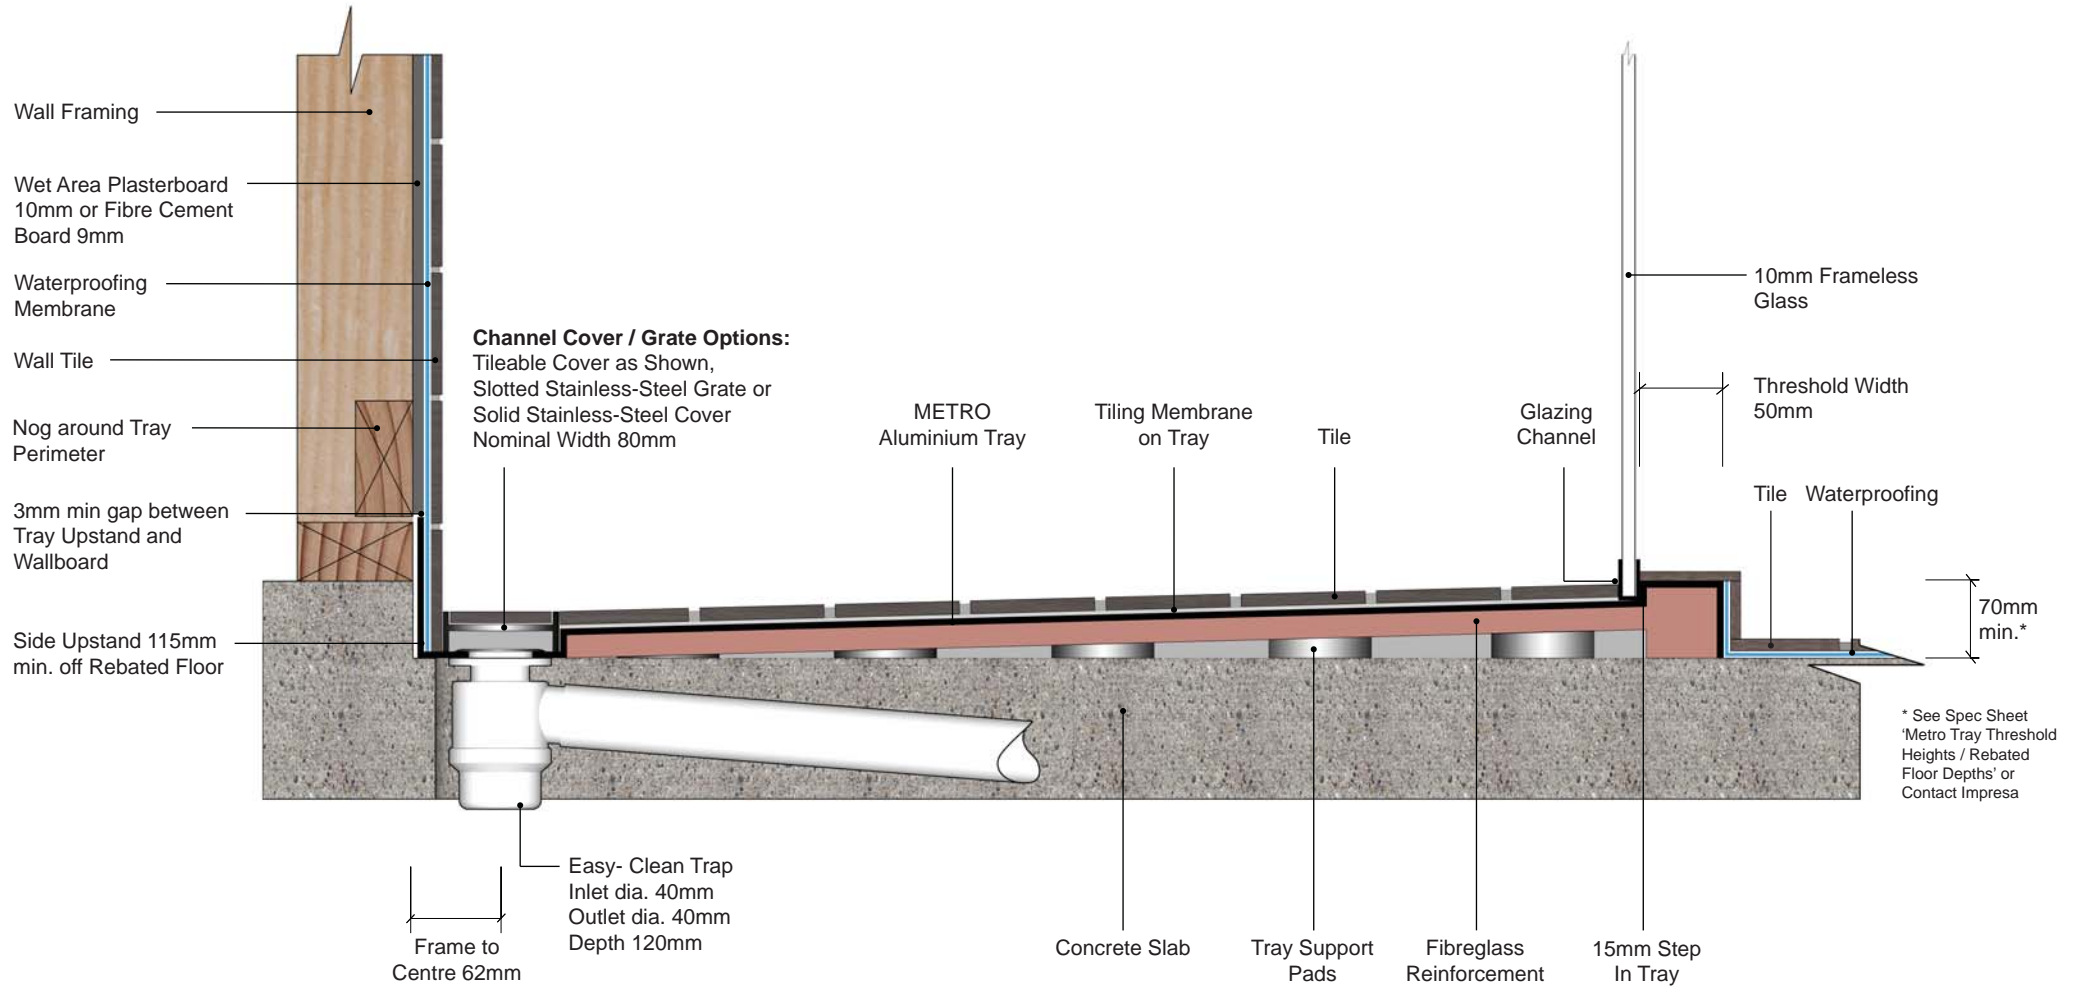 Wall Framing
Wet Area Plasterboard
10mm or Fibre Cement
Board 9mm
Waterproofing
Membrane
Wall Tile
Nog around Tray
Perimeter
3mm min gap between
Tray Upstand and
Wallboard
Side Upstand 115mm
min. off Rebated Floor
Channel Cover / Grate Options:
Tileable Cover as Shown,
Slotted Stainless-Steel Grate or
Solid Stainless-Steel Cover
Nominal Width 80mm
METRO
Aluminium Tray
Tiling Membrane
on Tray
Tile
Glazing
Channel
10mm Frameless
Glass
Threshold Width
50mm
Tile
Waterproofing
70mm
min.*
* See Spec Sheet
‘Metro Tray Threshold
Heights / Rebated
Floor Depths’ or
Contact Impresa
Frame to
Centre 62mm
Easy- Clean Trap
Inlet dia. 40mm
Outlet dia. 40mm
Depth 120mm
Concrete Slab
Tray Support
Pads
Fibreglass
Reinforcement
15mm Step
In Tray